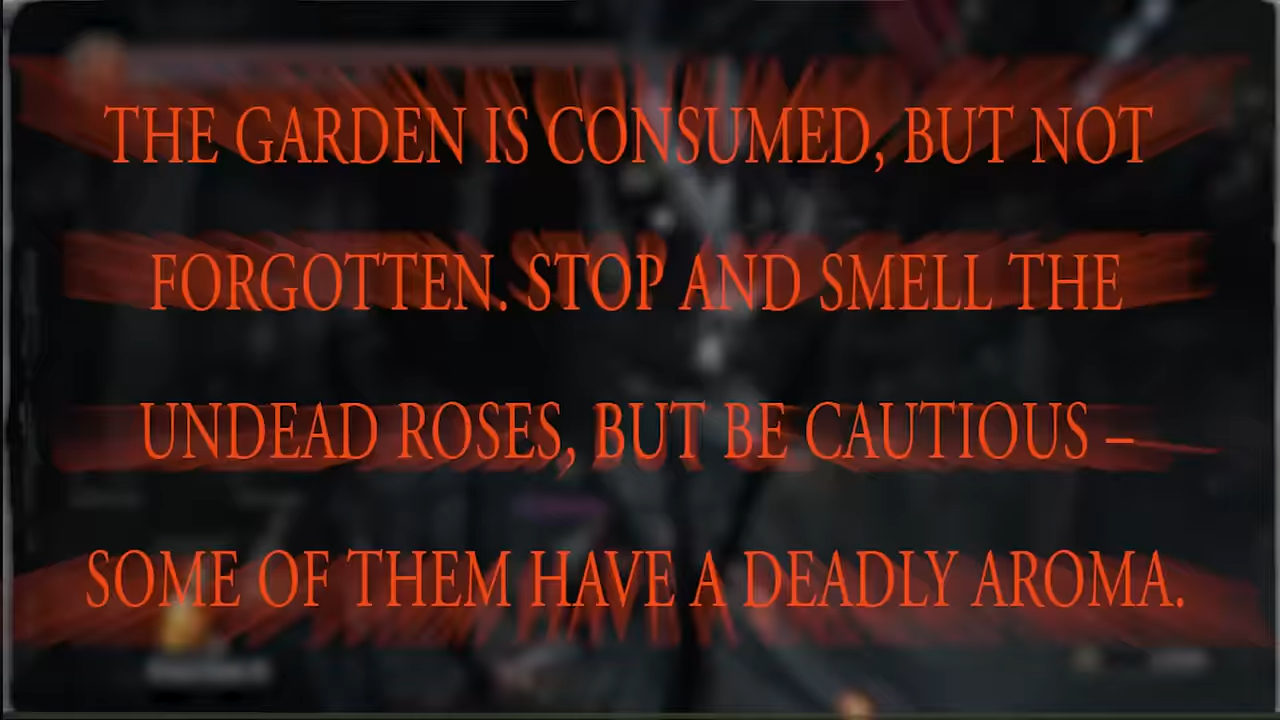 THE GARDEN IS CONSUMED, BUT NOT
FORGOTTEN. STOP AND SMELL THE
UNDEAD ROSES, BUT BE CAUTIOUS –
SOME OF THEM HAVE A DEADLY AROMA.